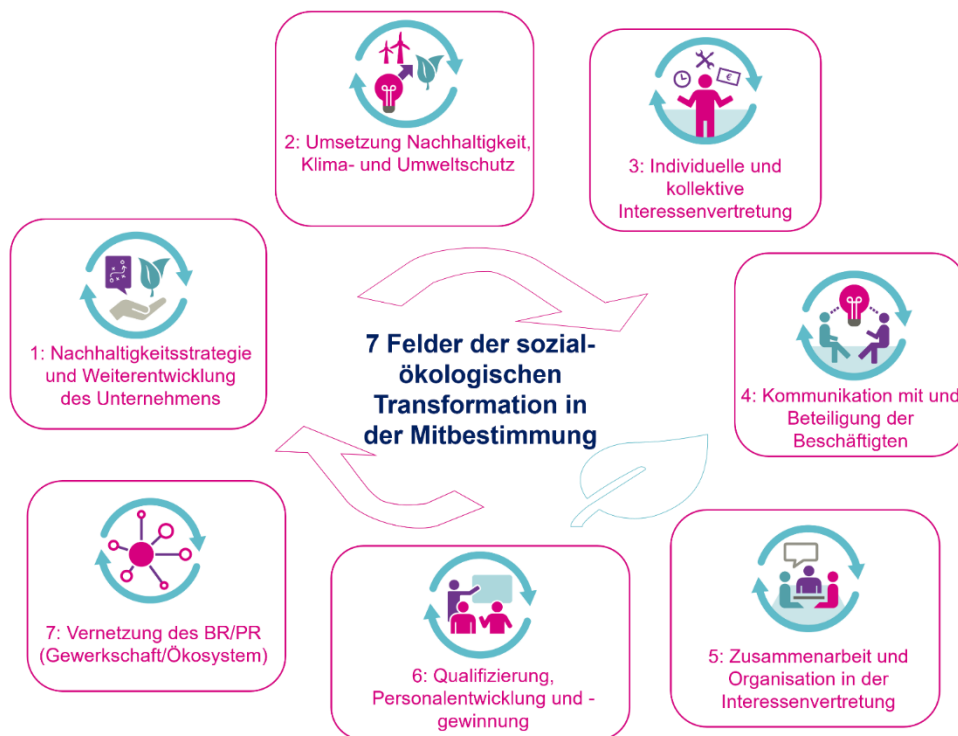 2: Umsetzung Nachhaltigkeit,
Klima- und Umweltschutz
€
3: Individuelle und
kollektive
Interessenvertretung
1: Nachhaltigkeitsstrategie
und Weiterentwicklung
des Unternehmens
7 Felder der sozial-
ökologischen
Transformation in
der Mitbestimmung
4: Kommunikation mit und
Beteiligung der
Beschäftigten
7: Vernetzung des BR/PR
(Gewerkschaft/Ökosystem)
6: Qualifizierung,
Personalentwicklung und -
gewinnung
5: Zusammenarbeit und
Organisation in der
Interessenvertretung